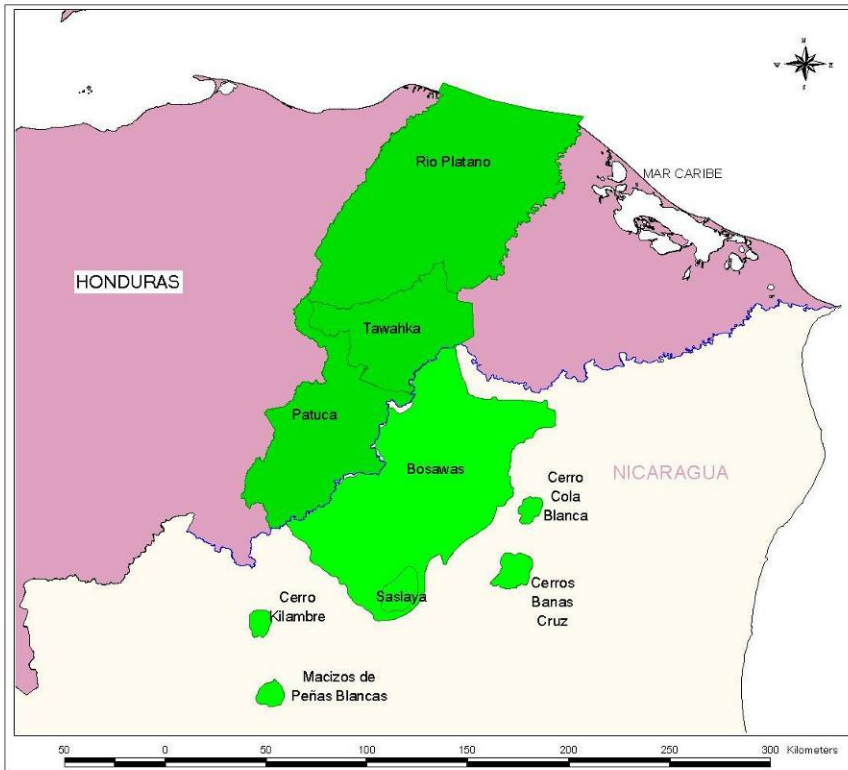 N
W E
S
Rio Platano
MAR CARIBE
HONDURAS
Tawahka
Patuca
Bosawas
NICARAGUA
Cerro
Cola
Blanca
Cerros
Banas
Cruz
Saslaya
Cerro
Kilambre
Macizos de
Peñas Blancas
50 0 50 100 150 200 250 300 Kilometers